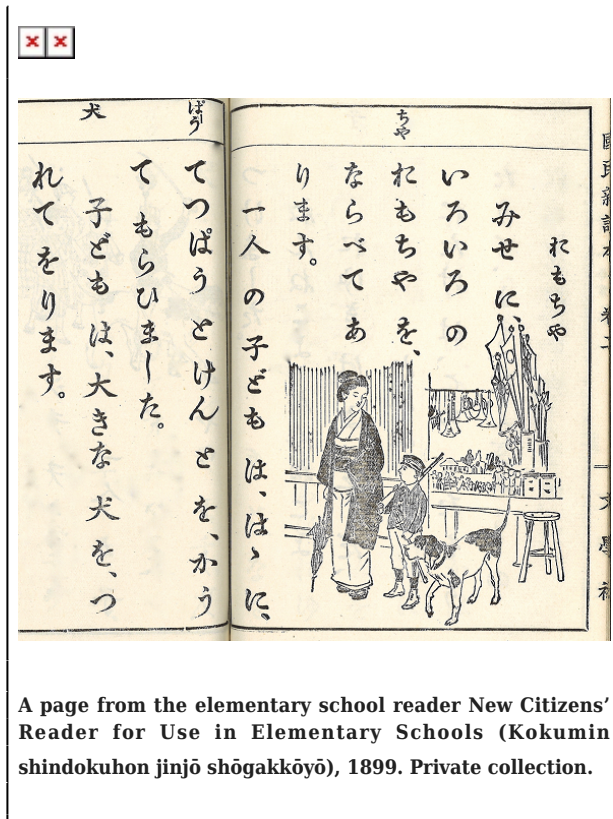 ちや
おもちや
みせ に、
いろいろ の
おもちや を、
ならべて あ
ります。
一人 の 子ども は、はゝ に、
ぱう
犬
てつぱう と けん と を、かう
て もらひました。
子ども は、大きな 犬 を、つ
れて をります。
A page from the elementary school reader New Citizens’
Reader for Use in Elementary Schools (Kokumin
shindokuhon jinjō shōgakkōyō), 1899. Private collection.